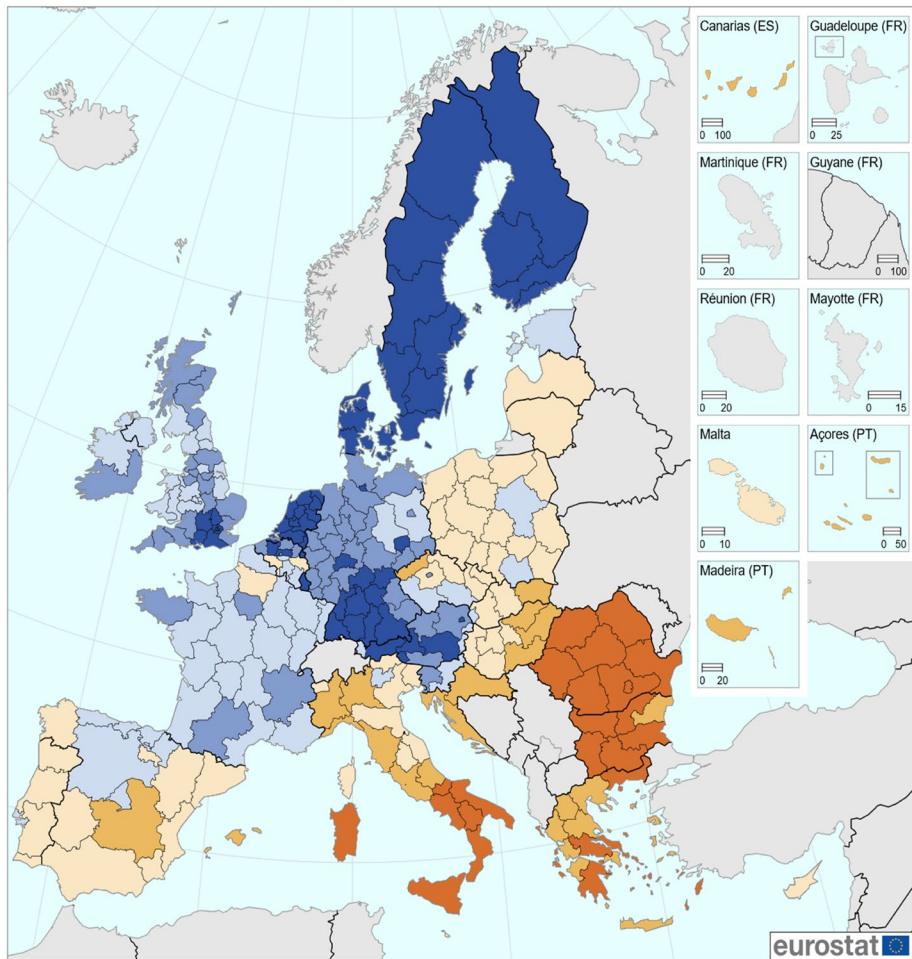 Canarias (ES)
0 100
Guadeloupe (FR)
0 25
Martinique (FR)
0 20
Guyane (FR)
0 100
Réunion (FR)
0 20
Mayotte (FR)
0 15
Malta
0 10
Açores (PT)
0 50
Madeira (PT)
0 20
eurostat